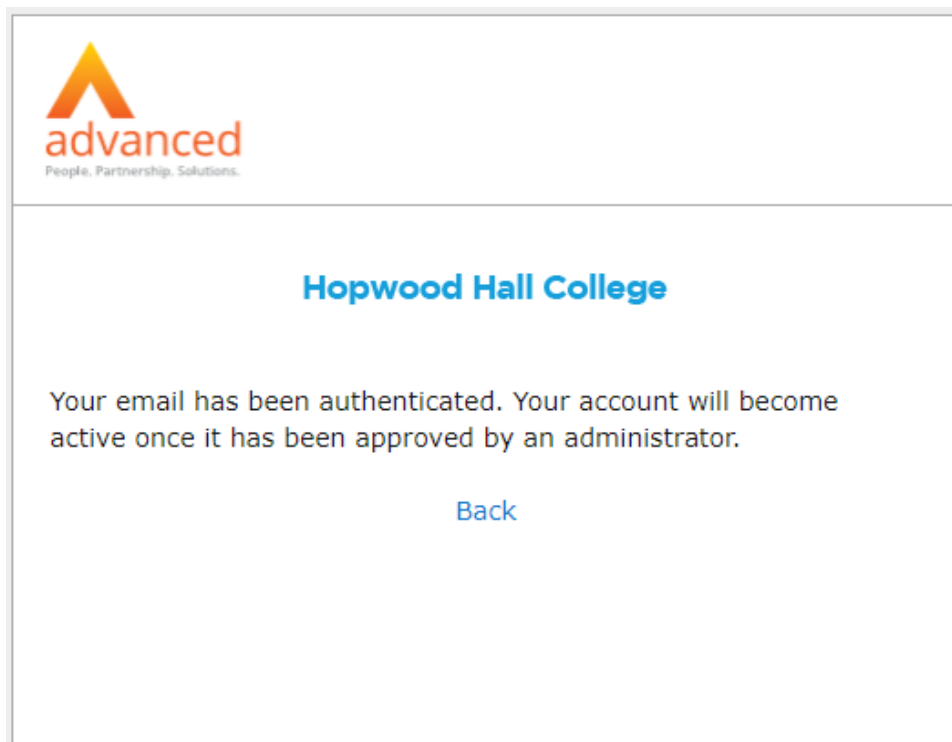 advanced
People. Partnership. Solutions.
Hopwood Hall College
Your email has been authenticated. Your account will become
active once it has been approved by an administrator.
Back